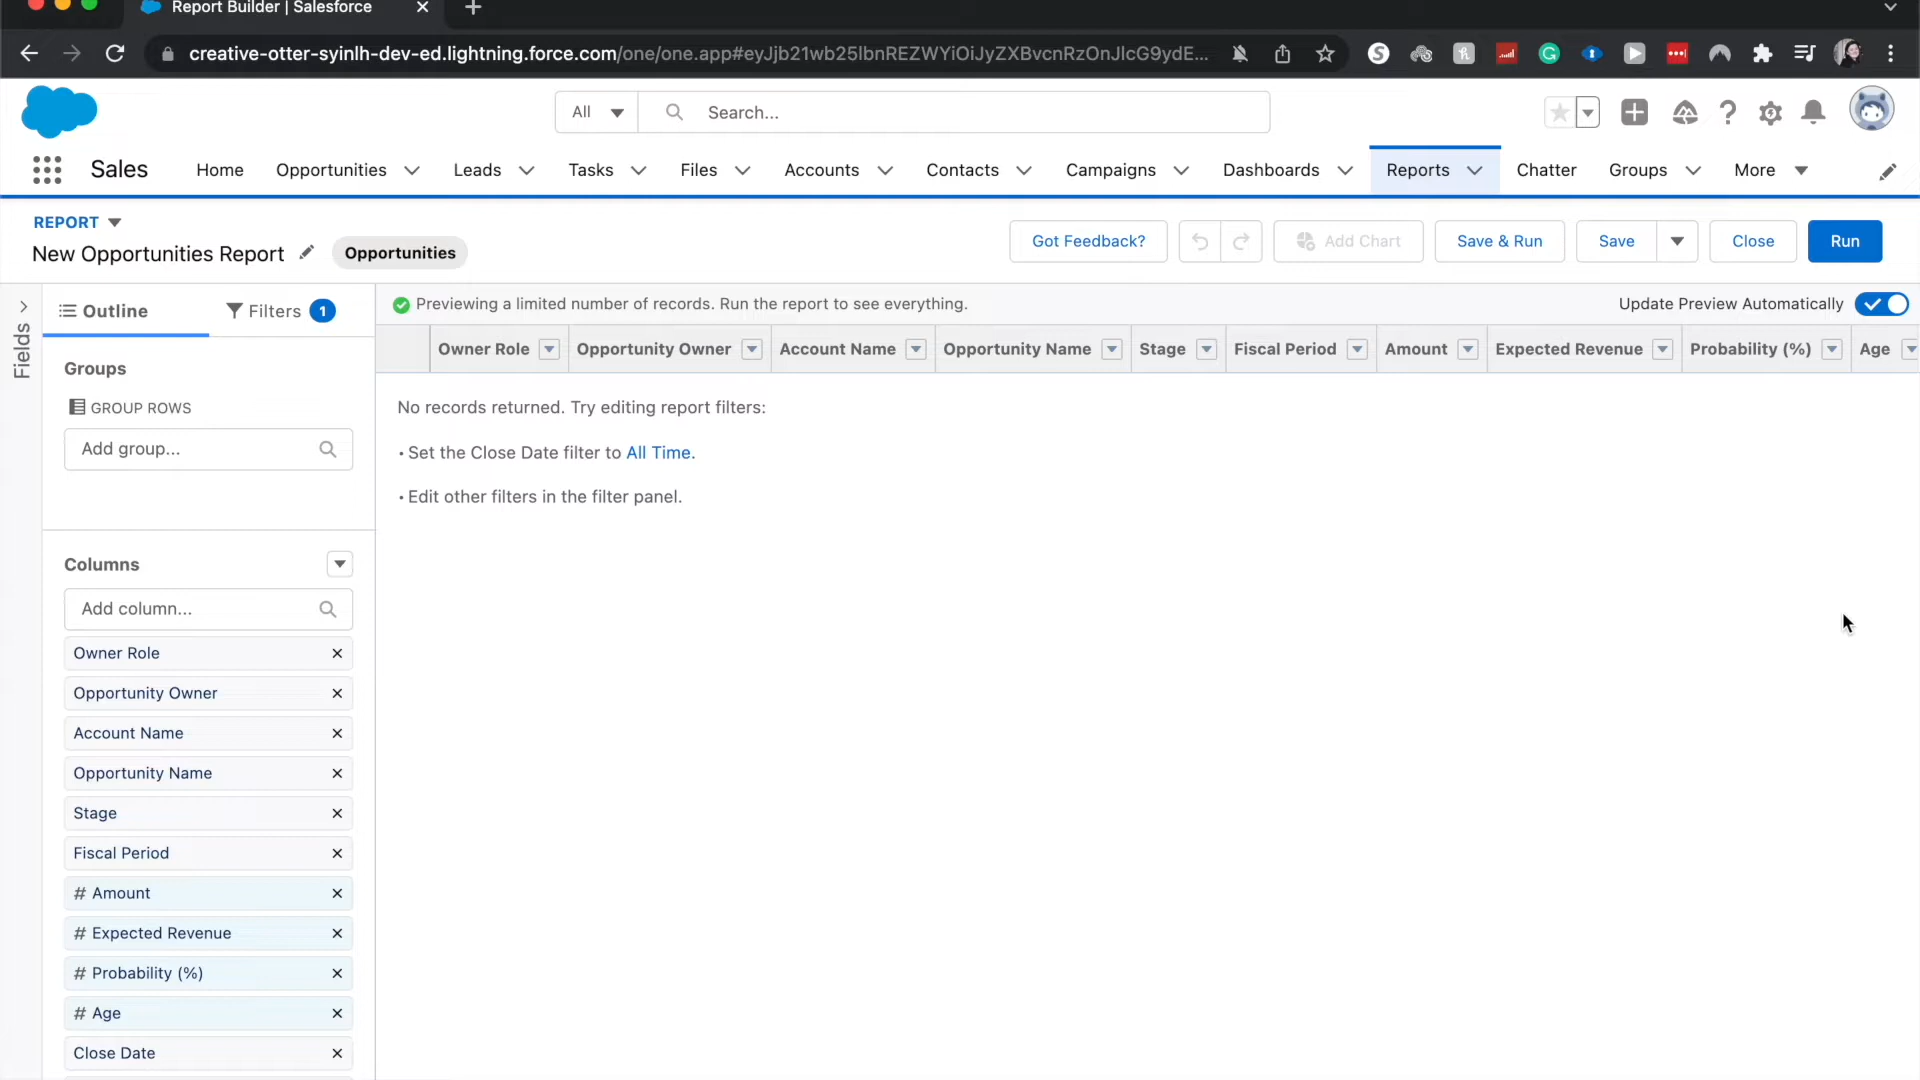 Report Builder | Salesforce
creative-otter-syinlh-dev-ed.lightning.force.com/one/one.app#eyJjb21wb25lbnREZWYiOiJyZXBvcnRzOnJlcG9ydE...
All
Search...
Sales
Home
Opportunities
Leads
Tasks
Files
Accounts
Contacts
Campaigns
Dashboards
Reports
Chatter
Groups
More
REPORT
New Opportunities Report
Opportunities
Got Feedback?
Add Chart
Save & Run
Save
Close
Run
Fields
Outline
Filters 1
Previewing a limited number of records. Run the report to see everything.
Update Preview Automatically
Owner Role
Opportunity Owner
Account Name
Opportunity Name
Stage
Fiscal Period
Amount
Expected Revenue
Probability (%)
Age
Groups
GROUP ROWS
Add group...
No records returned. Try editing report filters:
• Set the Close Date filter to All Time.
• Edit other filters in the filter panel.
Columns
Add column...
Owner Role
Opportunity Owner
Account Name
Opportunity Name
Stage
Fiscal Period
# Amount
# Expected Revenue
# Probability (%)
# Age
Close Date